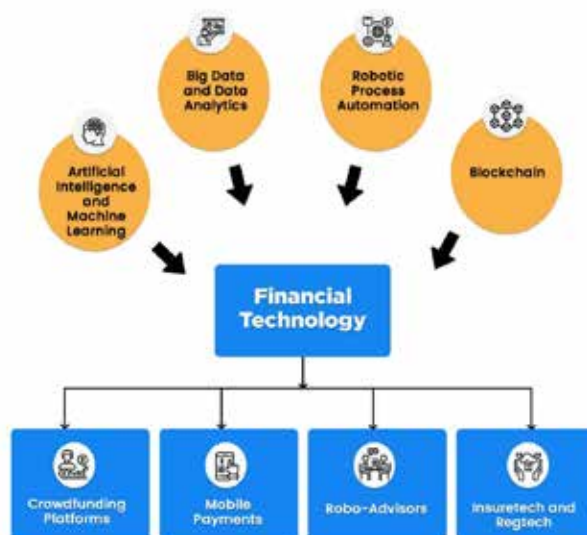 Big Data
and Data
Analytics
Robotic
Process
Automation
Artificial
Intelligence
and
Machine
Learning
Blockchain
Financial
Technology
Crowdfunding
Platforms
Mobile
Payments
Robo-Advisors
Insuretech and
Regtech